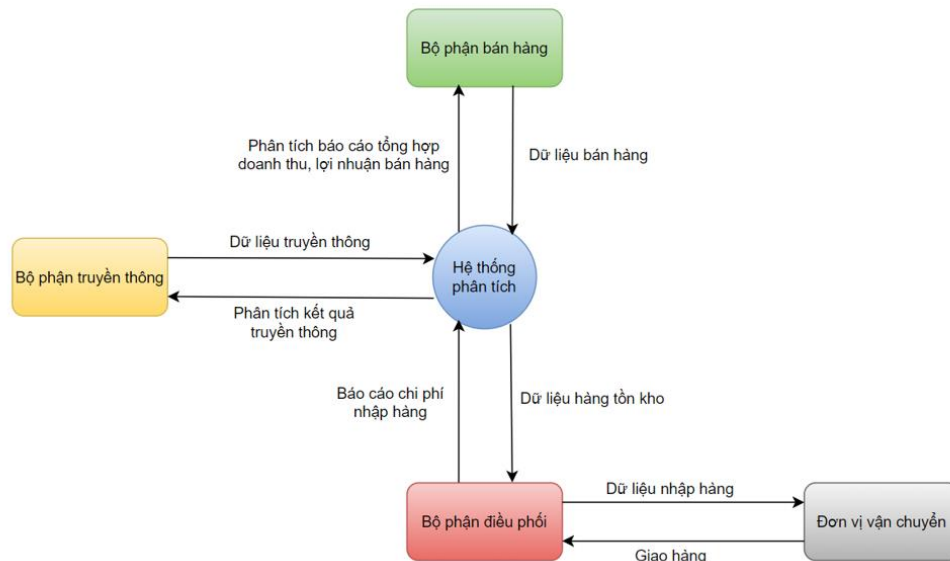 Bộ phận bán hàng
Phân tích báo cáo tổng hợp
doanh thu, lợi nhuận bán hàng
Dữ liệu bán hàng
Dữ liệu truyền thông
Bộ phận truyền thông
Hệ thống
phân tích
Phân tích kết quả
truyền thông
Báo cáo chi phí
nhập hàng
Dữ liệu hàng tồn kho
Bộ phận điều phối
Dữ liệu nhập hàng
Đơn vị vận chuyển
Giao hàng